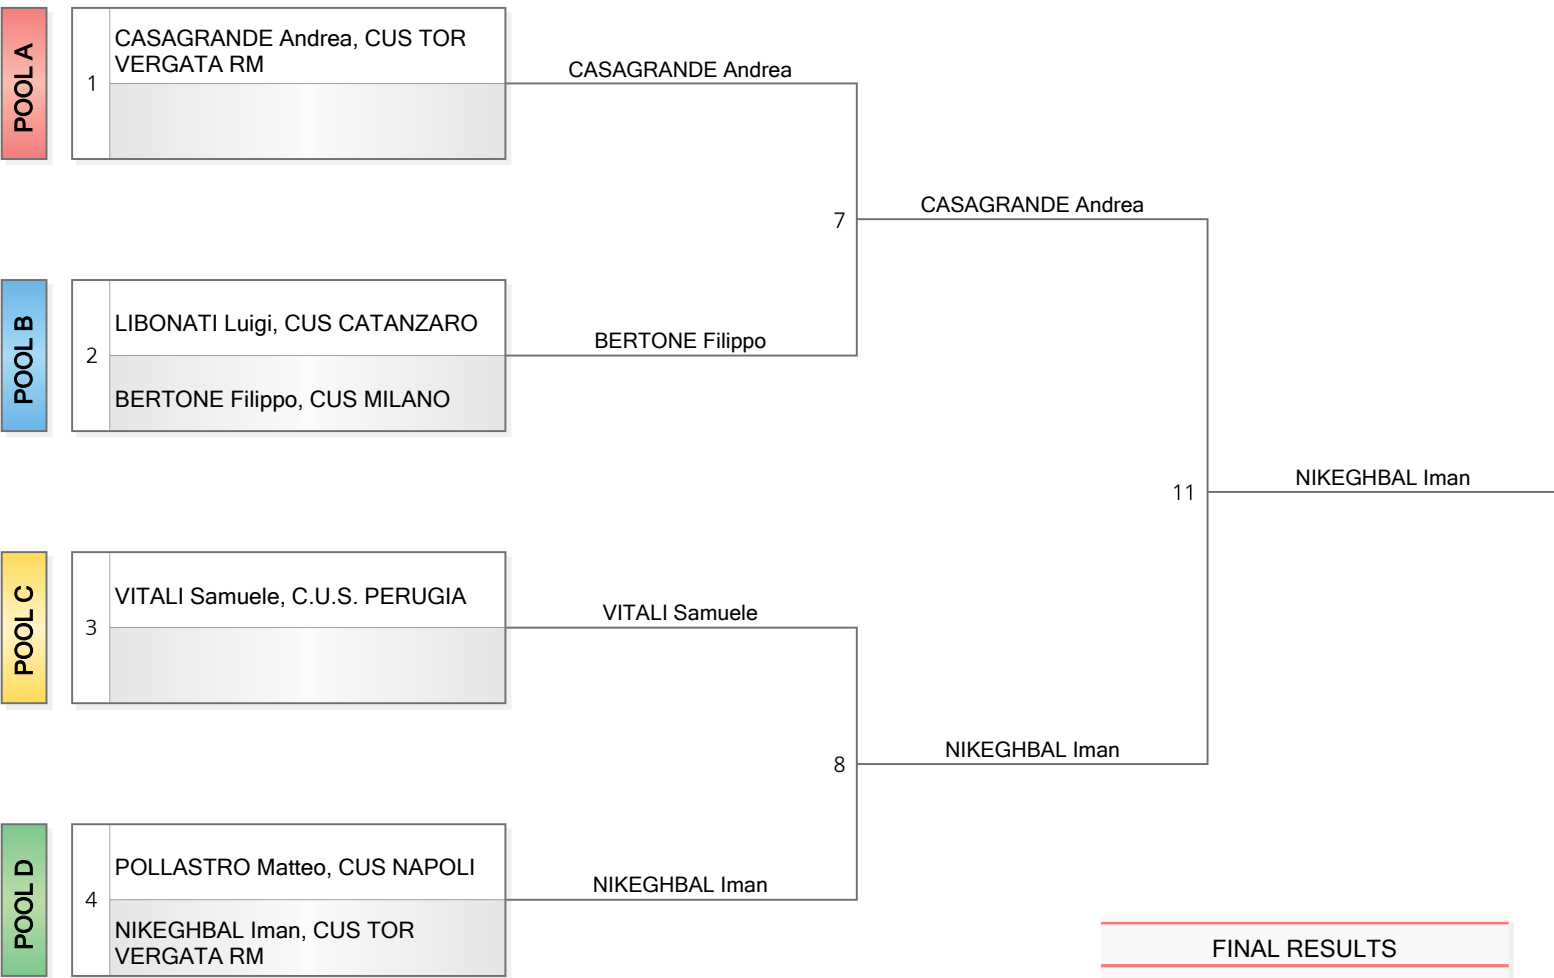 POOL A
1
CASAGRANDE Andrea, CUS TOR
VERGATA RM
CASAGRANDE Andrea
7
CASAGRANDE Andrea
POOL B
2
LIBONATI Luigi, CUS CATANZARO
BERTONE Filippo, CUS MILANO
BERTONE Filippo
11
NIKEGHBAL Iman
POOL C
3
VITALI Samuele, C.U.S. PERUGIA
VITALI Samuele
8
NIKEGHBAL Iman
POOL D
4
POLLASTRO Matteo, CUS NAPOLI
NIKEGHBAL Iman, CUS TOR
VERGATA RM
NIKEGHBAL Iman
FINAL RESULTS